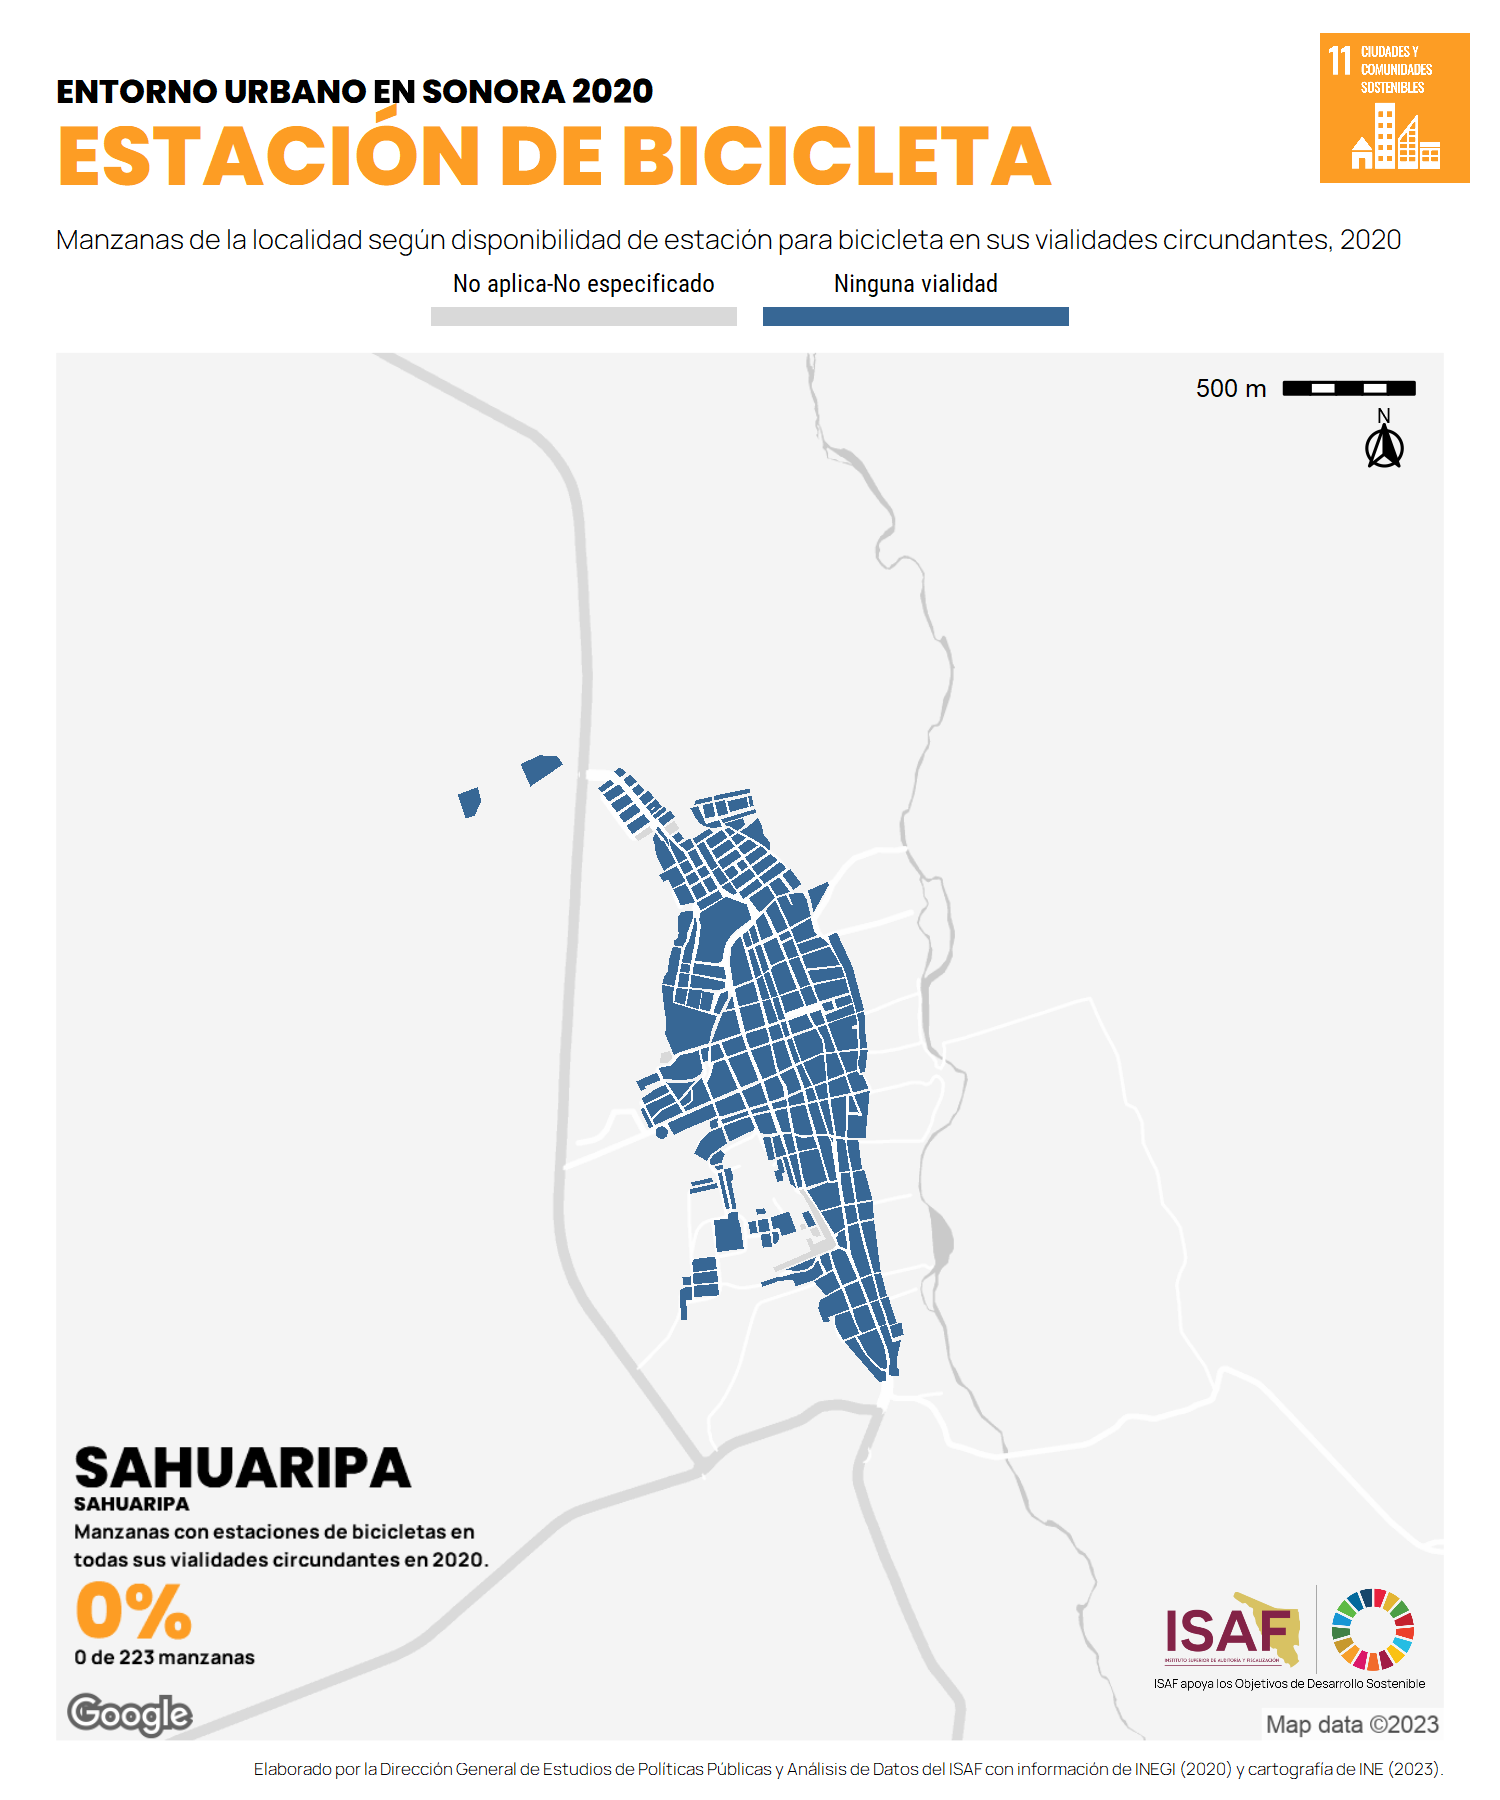 ENTORNO URBANO EN SONORA 2020
ESTACIÓN DE BICICLETA
11 CIUDADES Y
COMUNIDADES
SOSTENIBLES
Manzanas de la localidad según disponibilidad de estación para bicicleta en sus vialidades circundantes, 2020
No aplica-No especificado
Ninguna vialidad
500 m
N
SAHUARIPA
SAHUARIPA
Manzanas con estaciones de bicicletas en
todas sus vialidades circundantes en 2020.
0%
0 de 223 manzanas
Google
ISAF
INSTITUTO SUPERIOR DE AUDITORÍA Y FISCALIZACIÓN
ISAF apoya los Objetivos de Desarrollo Sostenible
Map data ©2023
Elaborado por la Dirección General de Estudios de Políticas Públicas y Análisis de Datos del ISAF con información de INEGI (2020) y cartografía de INE (2023).